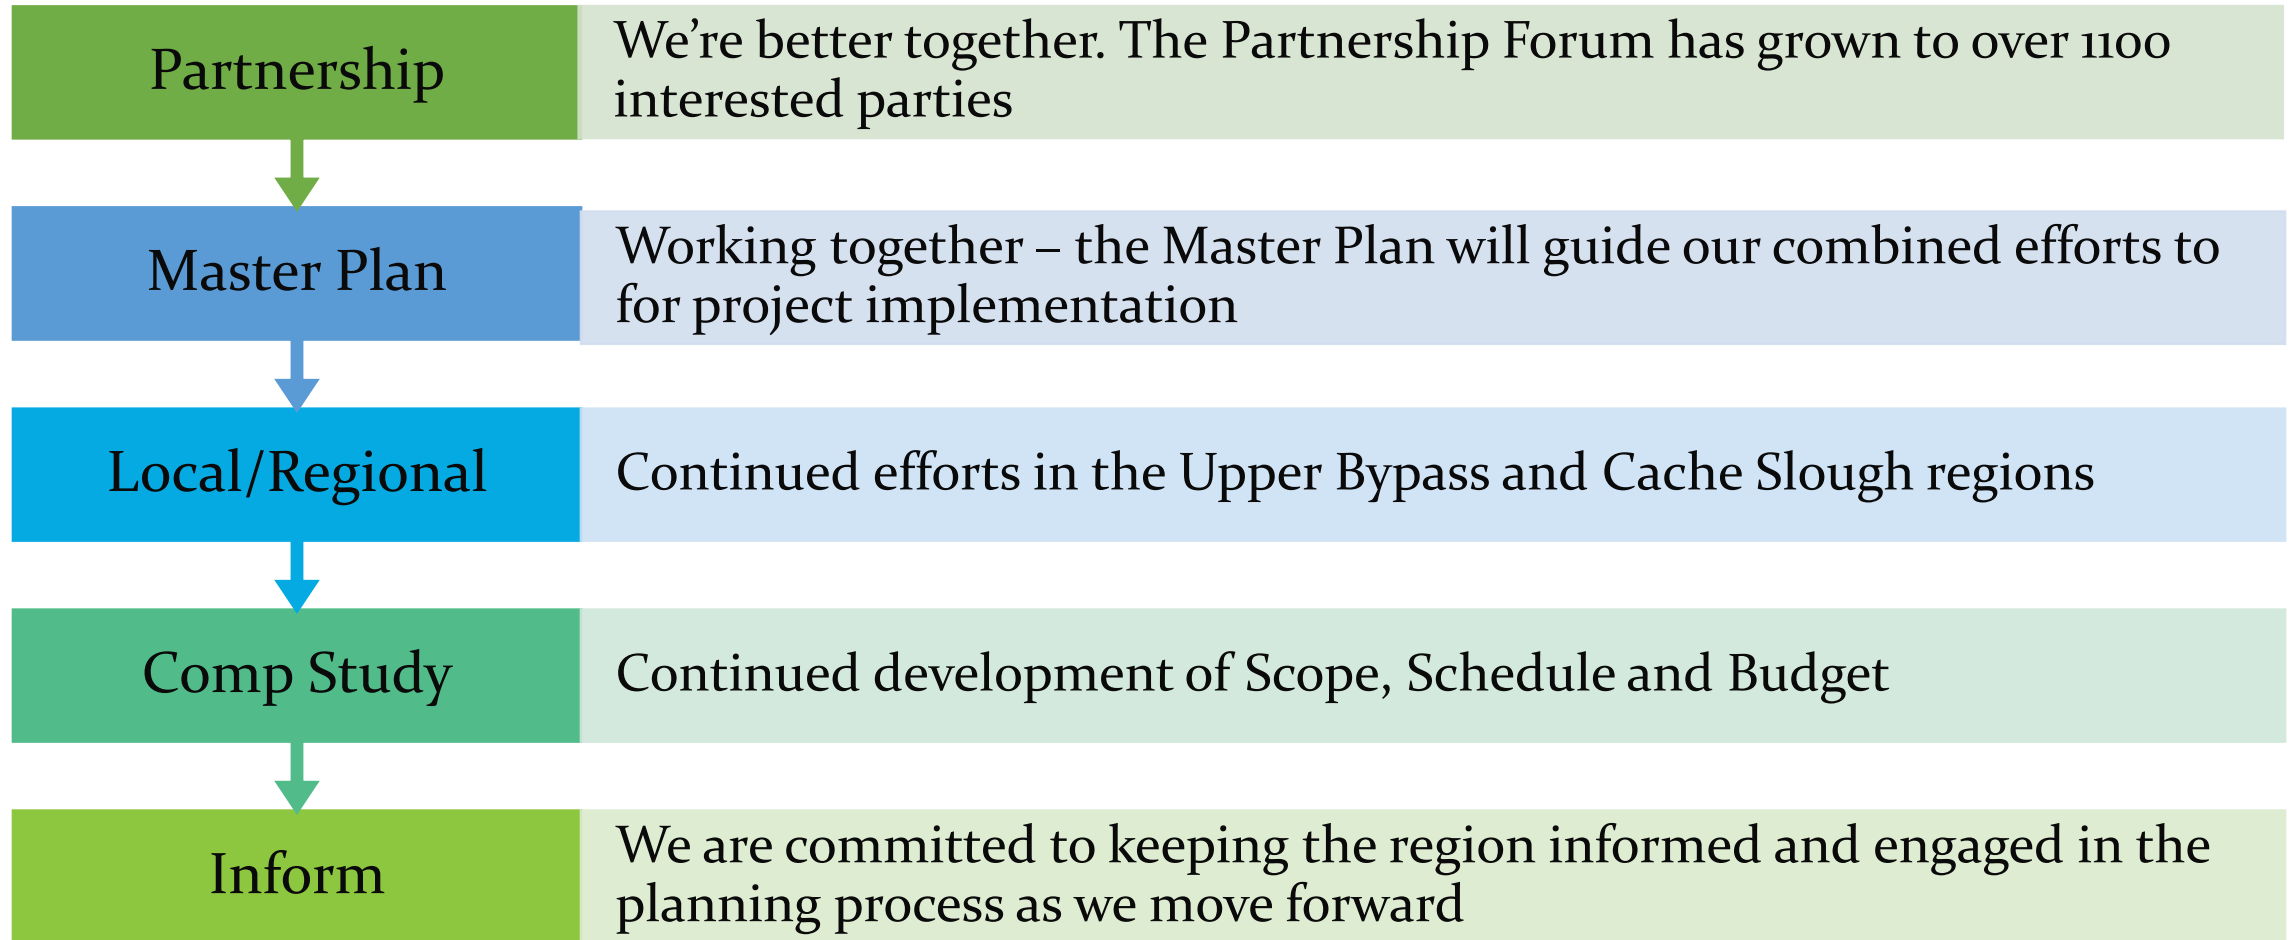 Partnership
We’re better together. The Partnership Forum has grown to over 1100
interested parties
Master Plan
Working together – the Master Plan will guide our combined efforts to
for project implementation
Local/Regional
Continued efforts in the Upper Bypass and Cache Slough regions
Comp Study
Continued development of Scope, Schedule and Budget
Inform
We are committed to keeping the region informed and engaged in the
planning process as we move forward